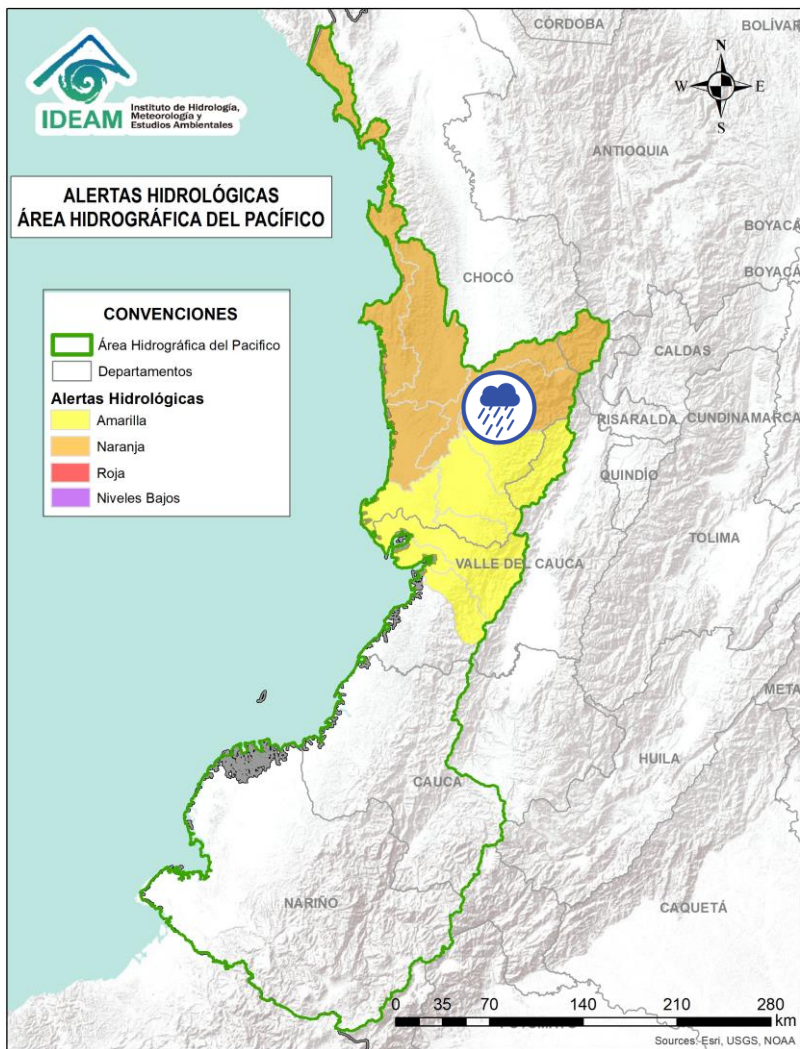 IDEAM
Instituto de Hidrología,
Meteorología y
Estudios Ambientales
ALERTAS HIDROLÓGICAS
ÁREA HIDROGRÁFICA DEL PACÍFICO
CONVENCIONES
Área Hidrográfica del Pacifico
Departamentos
Alertas Hidrológicas
Amarilla
Naranja
Roja
Niveles Bajos
N
W
E
S
CÓRDOBA
BOLÍVAR
ANTIOQUIA
BOYACÁ
BOYACÁ
CHOCÓ
CALDAS
RISARALDA
CUNDINAMARCA
QUINDÍO
TOLIMA
VALLE DEL CAUCA
META
HUILA
CAUCA
NARIÑO
CAQUETÁ
0 35 70 140 210 280
km
Sources: Esri, USGS, NOAA